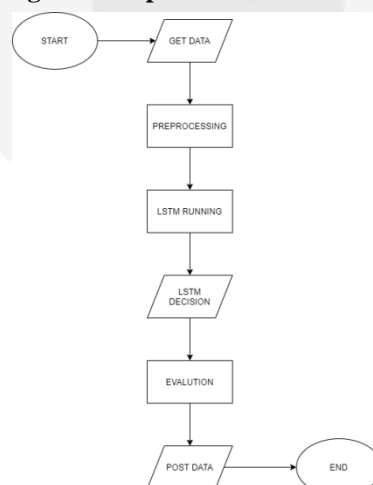 START
GET DATA
PREPROCESSING
LSTM RUNNING
LSTM
DECISION
EVALUTION
POST DATA
END